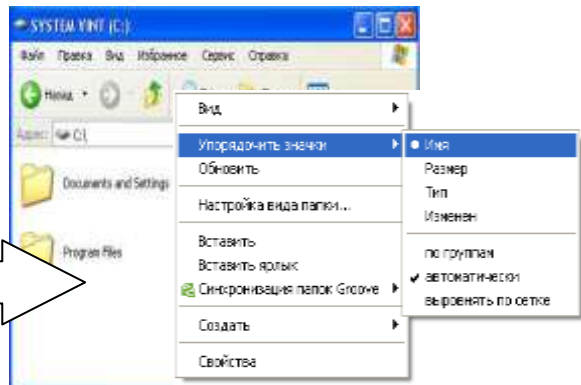 SYSTEM VINT (C:)
Файл Правка Вид Избранное Сервис Справка
Назад
Адрес: C:\
Documents and Settings
Program Files
Вид
Упорядочить значки
Обновить
Настройка вида папки...
Вставить
Вставить ярлык
Синхронизация папок Groove
Создать
Свойства
Имя
Размер
Тип
Изменен
по группам
автоматически
выровнять по сетке